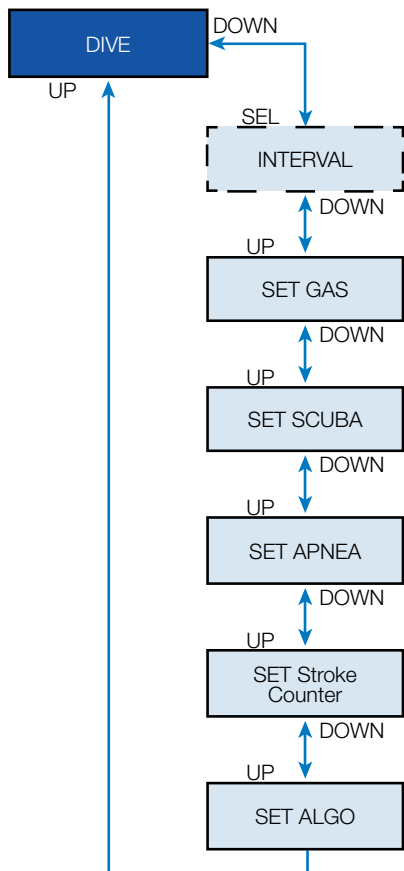 DIVE
DOWN
UP
SEL
INTERVAL
DOWN
UP
SET GAS
DOWN
UP
SET SCUBA
DOWN
UP
SET APNEA
DOWN
UP
SET Stroke
Counter
DOWN
UP
SET ALGO